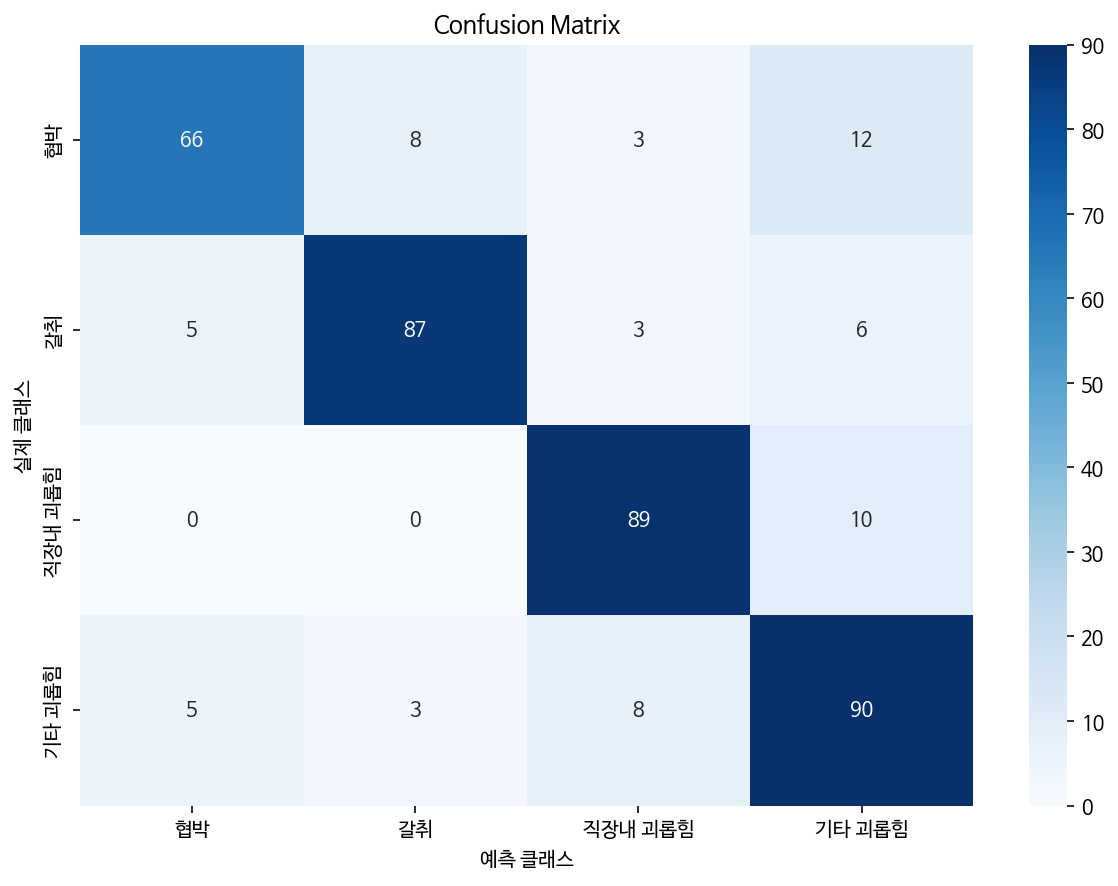 Confusion Matrix
협박 66 8 3 12
갈취 5 87 3 6
직장내 괴롭힘 0 0 89 10
기타 괴롭힘 5 3 8 90
실제 클래스
협박 갈취 직장내 괴롭힘 기타 괴롭힘
예측 클래스
90
80
70
60
50
40
30
20
10
0